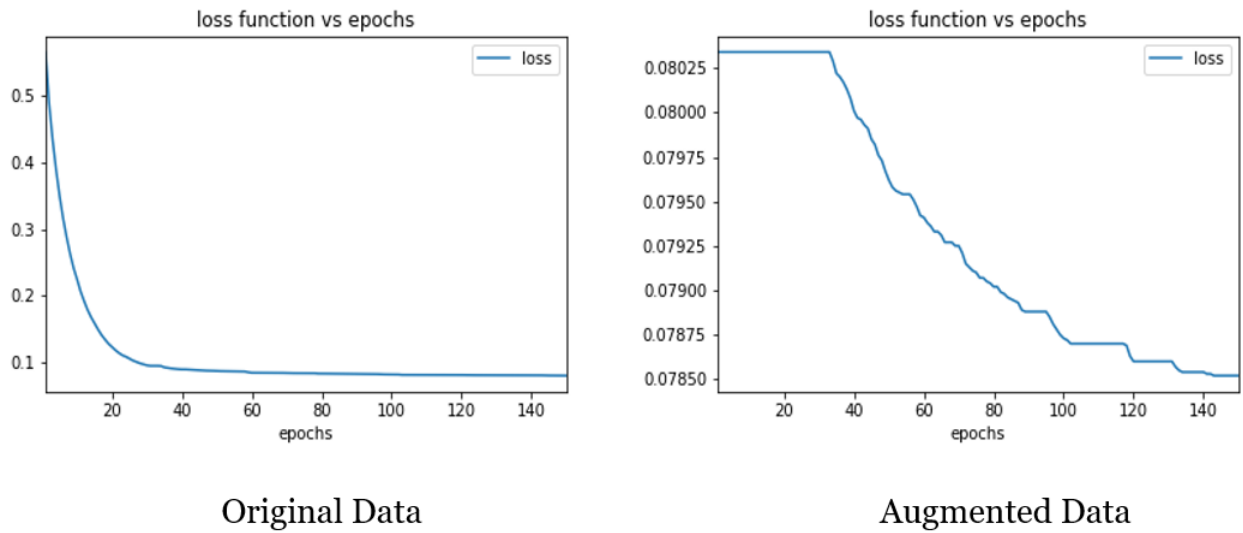 loss function vs epochs
loss
0.5
0.4
0.3
0.2
0.1
20 40 60 80 100 120 140
epochs
Original Data
loss function vs epochs
loss
0.08025
0.08000
0.07975
0.07950
0.07925
0.07900
0.07875
0.07850
20 40 60 80 100 120 140
epochs
Augmented Data